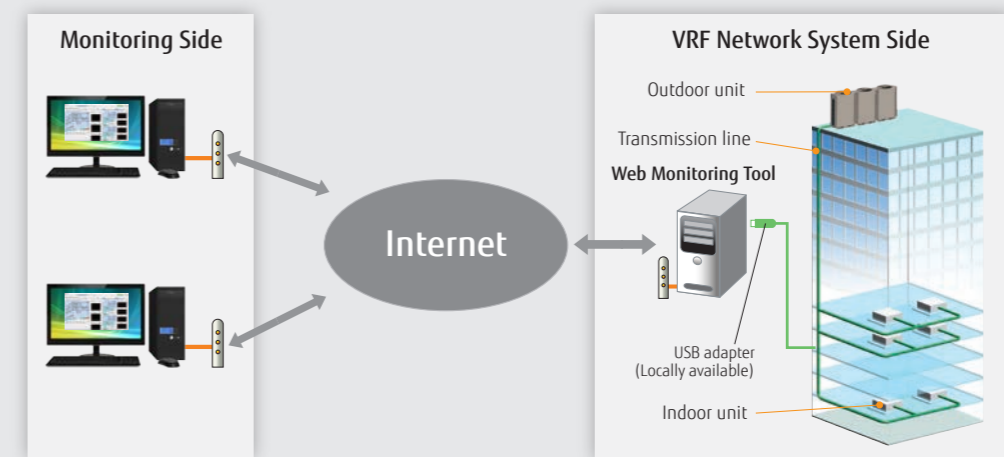 Monitoring Side
VRF Network System Side
Outdoor unit
Transmission line
Web Monitoring Tool
Internet
USB adapter
(Locally available)
Indoor unit